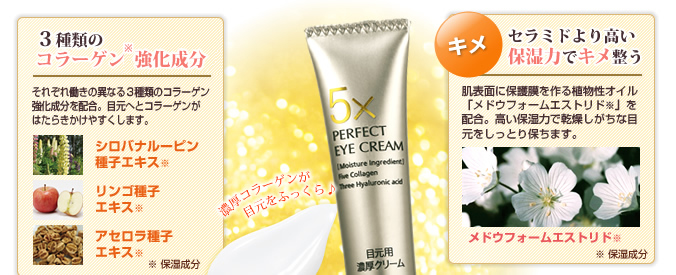 3種類の
コラーゲン※強化成分
それぞれ働きの異なる3種類のコラーゲン
強化成分を配合。目元へとコラーゲンが
はたらきかけやすくします。
シロバナルーピン
種子エキス※
リンゴ種子
エキス※
アセロラ種子
エキス※
※ 保湿成分
5x
PERFECT
EYE CREAM
[Moisture Ingredient]
Five Collagen
Three Hyaluronic acid
目元用
濃厚クリーム
濃厚コラーゲンが
目元をふっくら♪
キメ
セラミドより高い
保湿力でキメ整う
肌表面に保護膜を作る植物性オイル
「メドウフォームエストリド※」を
配合。高い保湿力で乾燥しがちな目
元をしっとり保ちます。
メドウフォームエストリド※
※ 保湿成分